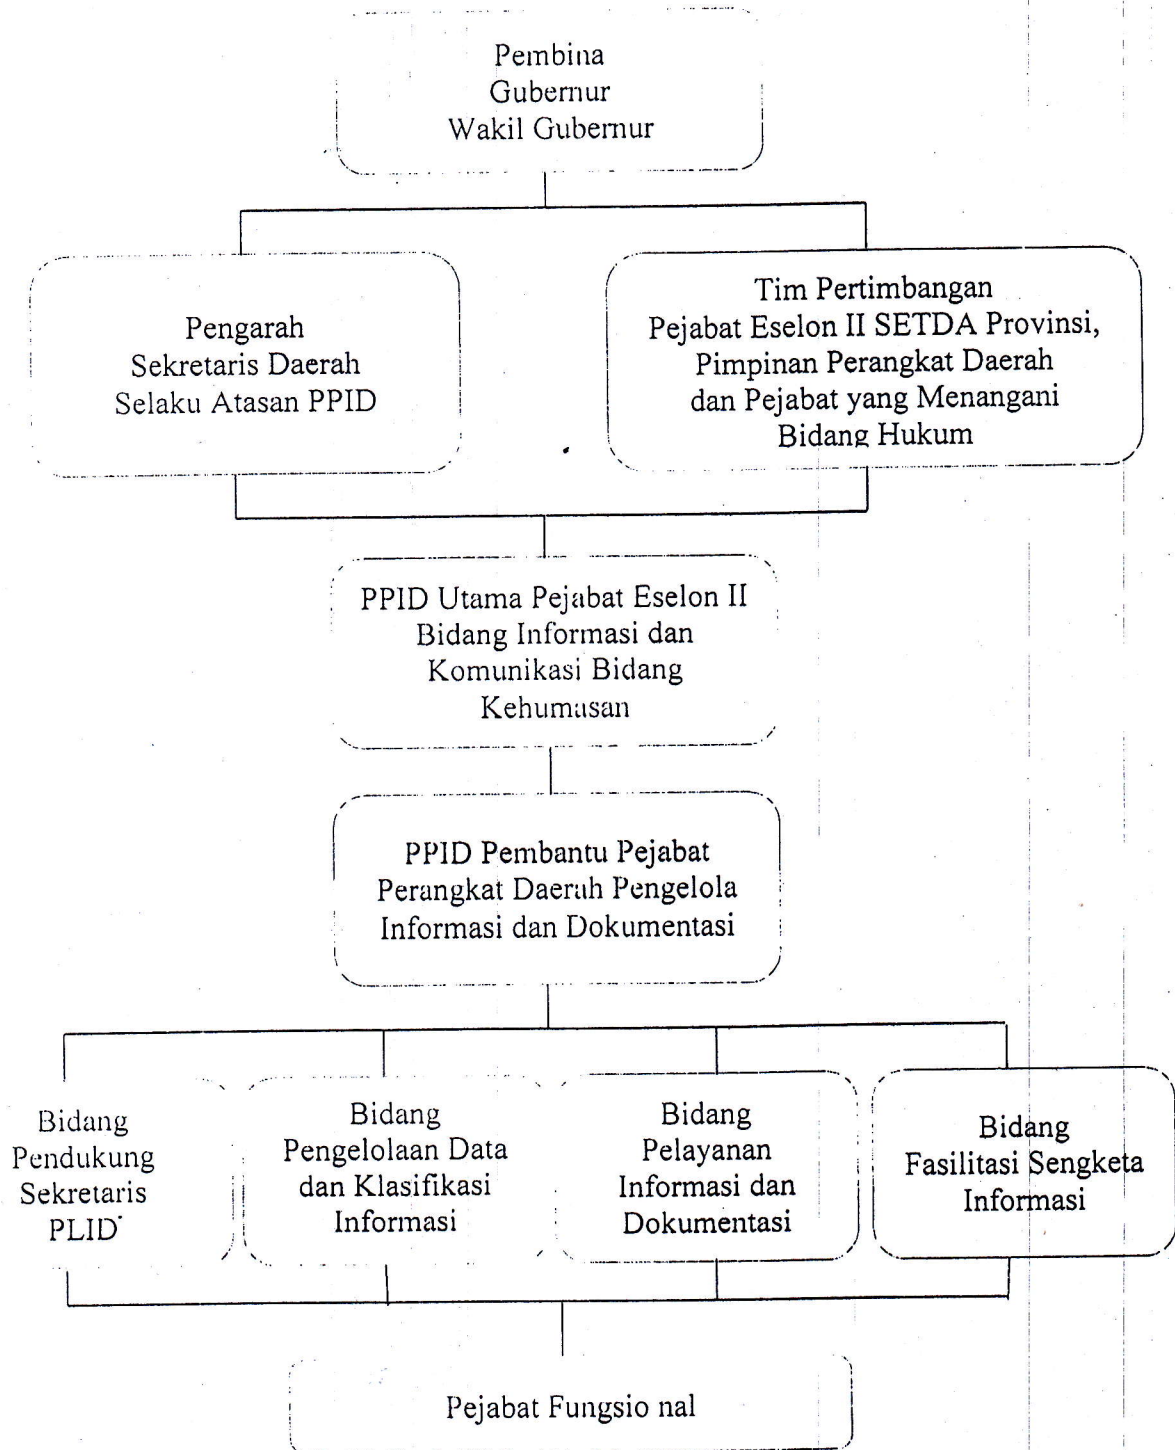 Pembina
Gubernur
Wakil Gubernur
Pengarah
Sekretaris Daerah
Selaku Atasan PPID
Tim Pertimbangan
Pejabat Eselon II SETDA Provinsi,
Pimpinan Perangkat Daerah
dan Pejabat yang Menangani
Bidang Hukum
PPID Utama Pejabat Eselon II
Bidang Informasi dan
Komunikasi Bidang
Kehumasan
PPID Pembantu Pejabat
Perangkat Daerah Pengelola
Informasi dan Dokumentasi
Bidang
Pendukung
Sekretaris
PLID
Bidang
Pengelolaan Data
dan Klasifikasi
Informasi
Bidang
Pelayanan
Informasi dan
Dokumentasi
Bidang
Fasilitasi Sengketa
Informasi
Pejabat Fungsio nal